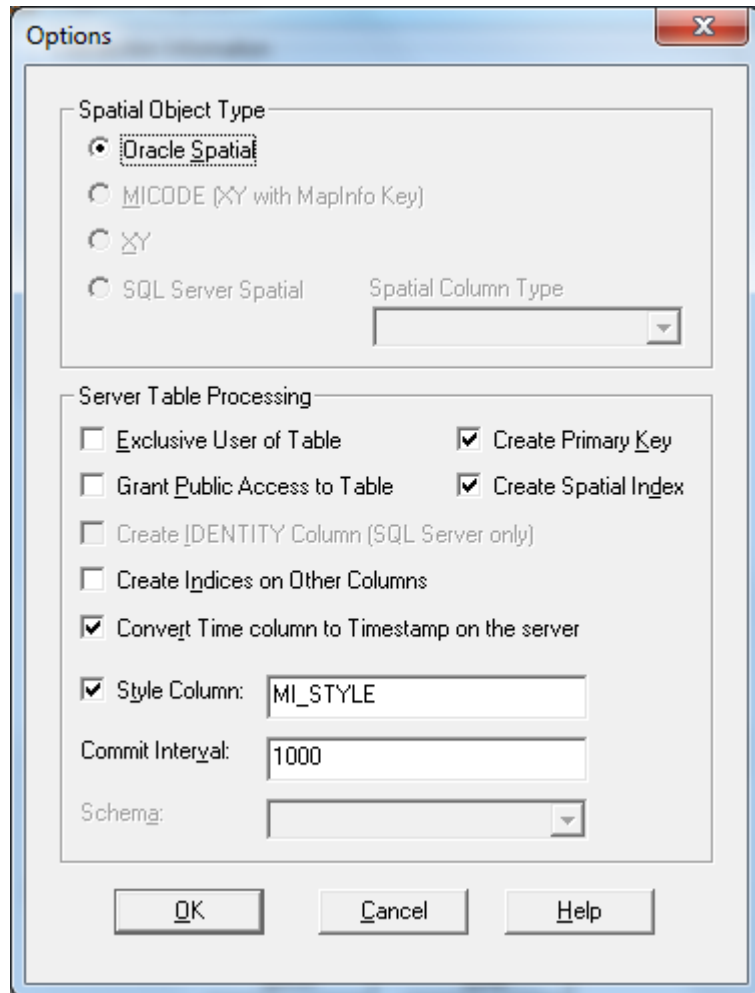 Options
Spatial Object Type
Oracle Spatial
MICODE (XY with MapInfo Key)
XY
SQL Server Spatial Spatial Column Type
Server Table Processing
Exclusive User of Table Create Primary Key
Grant Public Access to Table Create Spatial Index
Create IDENTITY Column (SQL Server only)
Create Indices on Other Columns
Convert Time column to Timestamp on the server
Style Column: MI_STYLE
Commit Interval: 1000
Schema:
OK Cancel Help